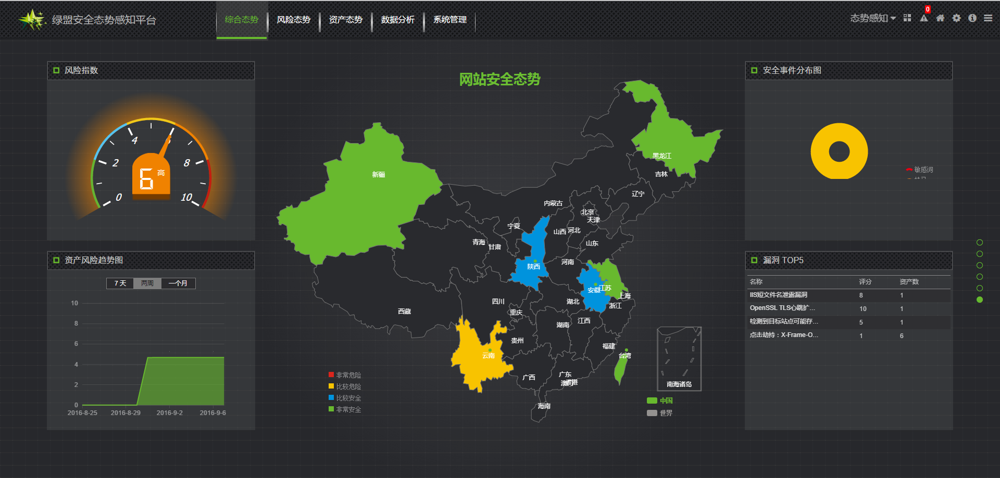 绿盟安全态势感知平台
综合态势
风险态势
资产态势
数据分析
系统管理
态势感知
0
风险指数
0
2
4
8
10
6
高
资产风险趋势图
7 天
两周
一个月
10
8
6
4
2
0
2016-8-25
2016-8-29
2016-9-2
2016-9-6
网站安全态势
黑龙江
吉林
新疆
辽宁
内蒙古
北京
天津
宁夏
山西
河北
青海
甘肃
山东
河南
陕西
安徽
江苏
上海
四川
湖北
浙江
西藏
重庆
江西
湖南
贵州
福建
云南
台湾
广西
广东
澳门
香港
海南
南海诸岛
非常危险
比较危险
比较安全
非常安全
中国
世界
安全事件分布图
敏感词
漏洞 TOP5
名称 评分 资产数
IIS短文件名泄露漏洞 8 1
OpenSSL TLS心跳扩... 10 1
检测到目标站点可能存... 5 1
点击劫持：X-Frame-O... 1 6